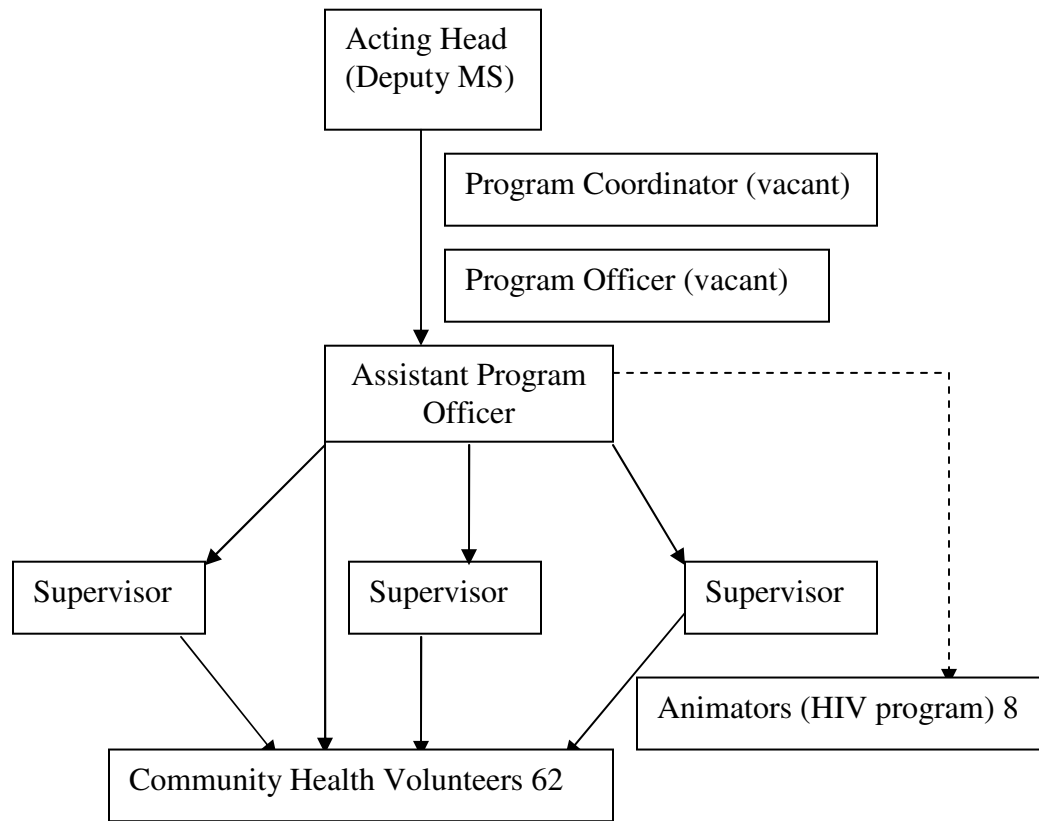 Acting Head
(Deputy MS)
Program Coordinator (vacant)
Program Officer (vacant)
Assistant Program
Officer
Supervisor
Supervisor
Supervisor
Animators (HIV program) 8
Community Health Volunteers 62